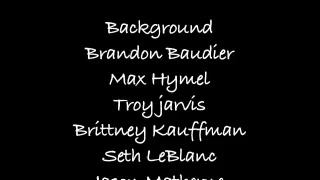 Background
Brandon Baudier
Max Hymel
Troy jarvis
Brittney Kauffman
Seth LeBlanc